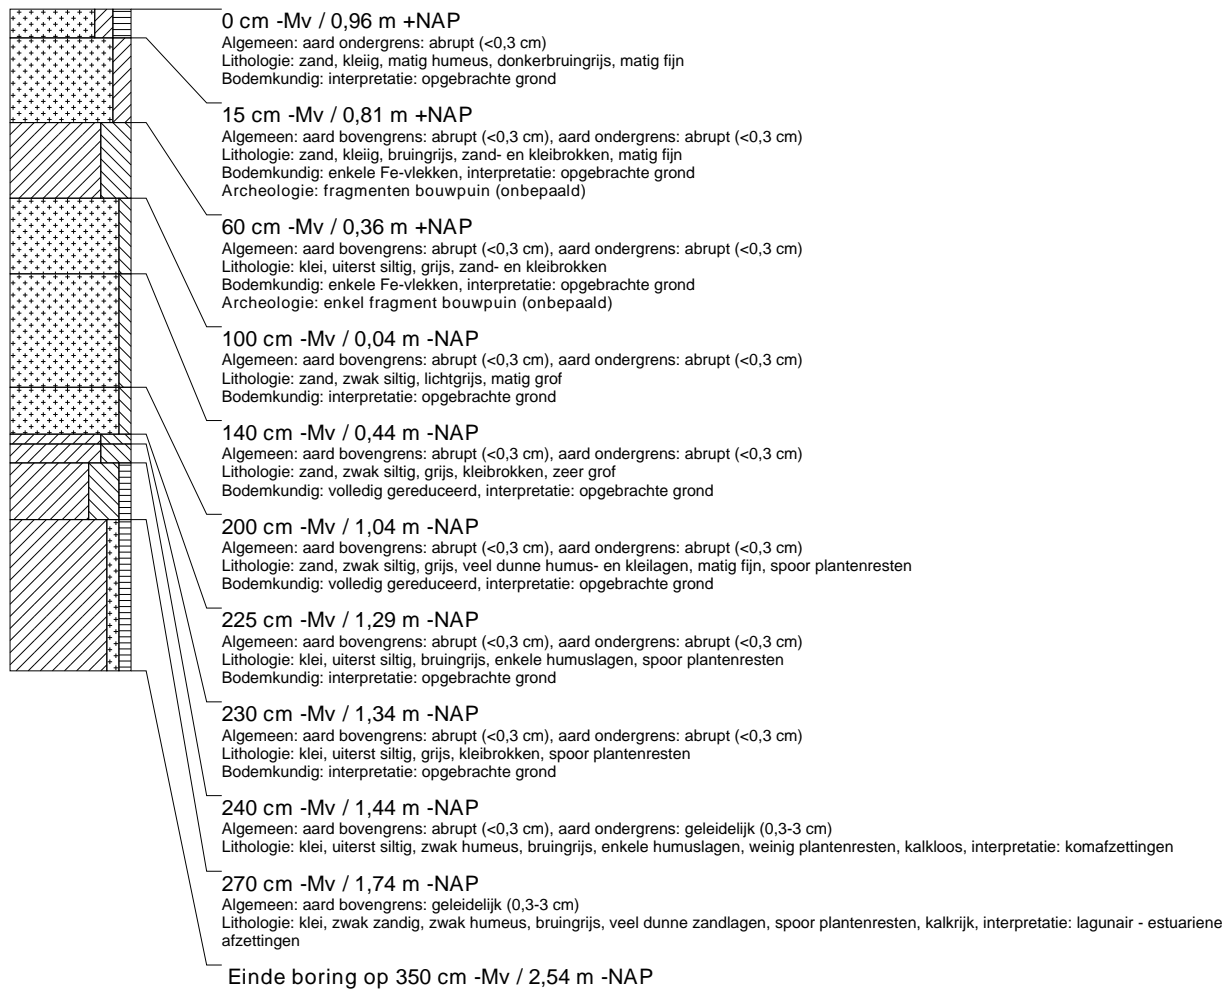 0 cm -Mv / 0,96 m +NAP
Algemeen: aard ondergrens: abrupt (<0,3 cm)
Lithologie: zand, kleiig, matig humeus, donkerbruingrijs, matig fijn
Bodemkundig: interpretatie: opgebrachte grond
15 cm -Mv / 0,81 m +NAP
Algemeen: aard bovengrens: abrupt (<0,3 cm), aard ondergrens: abrupt (<0,3 cm)
Lithologie: zand, kleiig, bruingrijs, zand- en kleibrokken, matig fijn
Bodemkundig: enkele Fe-vlekken, interpretatie: opgebrachte grond
Archeologie: fragmenten bouwpuin (onbepaald)
60 cm -Mv / 0,36 m +NAP
Algemeen: aard bovengrens: abrupt (<0,3 cm), aard ondergrens: abrupt (<0,3 cm)
Lithologie: klei, uiterst siltig, grijs, zand- en kleibrokken
Bodemkundig: enkele Fe-vlekken, interpretatie: opgebrachte grond
Archeologie: enkel fragment bouwpuin (onbepaald)
100 cm -Mv / 0,04 m -NAP
Algemeen: aard bovengrens: abrupt (<0,3 cm), aard ondergrens: abrupt (<0,3 cm)
Lithologie: zand, zwak siltig, lichtgrijs, matig grof
Bodemkundig: interpretatie: opgebrachte grond
140 cm -Mv / 0,44 m -NAP
Algemeen: aard bovengrens: abrupt (<0,3 cm), aard ondergrens: abrupt (<0,3 cm)
Lithologie: zand, zwak siltig, grijs, kleibrokken, zeer grof
Bodemkundig: volledig gereduceerd, interpretatie: opgebrachte grond
200 cm -Mv / 1,04 m -NAP
Algemeen: aard bovengrens: abrupt (<0,3 cm), aard ondergrens: abrupt (<0,3 cm)
Lithologie: zand, zwak siltig, grijs, veel dunne humus- en kleilagen, matig fijn, spoor plantenresten
Bodemkundig: volledig gereduceerd, interpretatie: opgebrachte grond
225 cm -Mv / 1,29 m -NAP
Algemeen: aard bovengrens: abrupt (<0,3 cm), aard ondergrens: abrupt (<0,3 cm)
Lithologie: klei, uiterst siltig, bruingrijs, enkele humuslagen, spoor plantenresten
Bodemkundig: interpretatie: opgebrachte grond
230 cm -Mv / 1,34 m -NAP
Algemeen: aard bovengrens: abrupt (<0,3 cm), aard ondergrens: abrupt (<0,3 cm)
Lithologie: klei, uiterst siltig, grijs, kleibrokken, spoor plantenresten
Bodemkundig: interpretatie: opgebrachte grond
240 cm -Mv / 1,44 m -NAP
Algemeen: aard bovengrens: abrupt (<0,3 cm), aard ondergrens: geleidelijk (0,3-3 cm)
Lithologie: klei, uiterst siltig, zwak humeus, bruingrijs, enkele humuslagen, weinig plantenresten, kalkloos, interpretatie: komafzettingen
270 cm -Mv / 1,74 m -NAP
Algemeen: aard bovengrens: geleidelijk (0,3-3 cm)
Lithologie: klei, zwak zandig, zwak humeus, bruingrijs, veel dunne zandlagen, spoor plantenresten, kalkrijk, interpretatie: lagunair - estuariene
afzettingen
Einde boring op 350 cm -Mv / 2,54 m -NAP